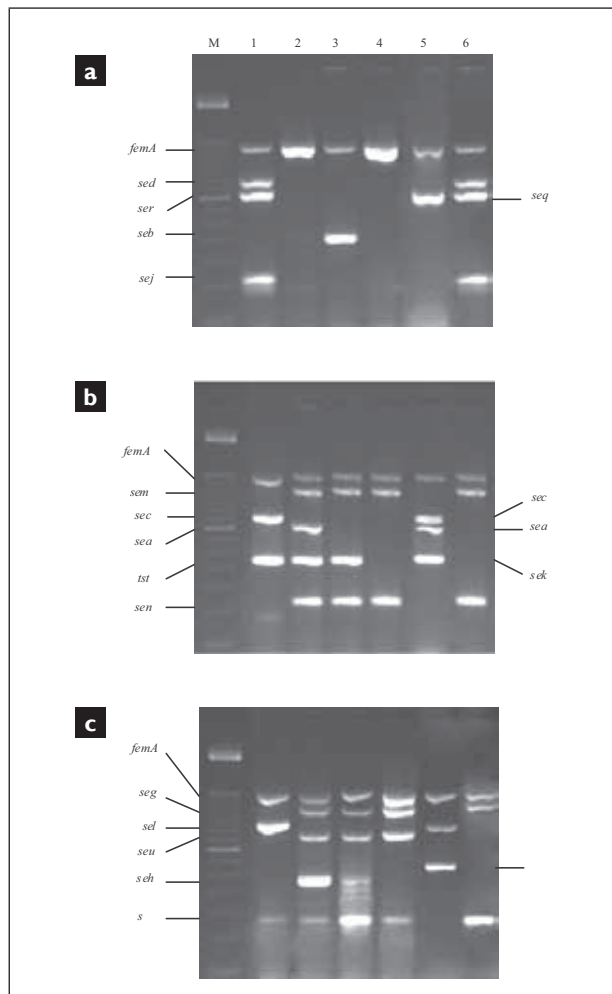 M 1 2 3 4 5 6
a
femA
sed
ser
seq
seb
sej
b
femA
sem
sec
sec
sea
sea
tst
sek
sen
c
femA
seg
sel
seu
seh
s